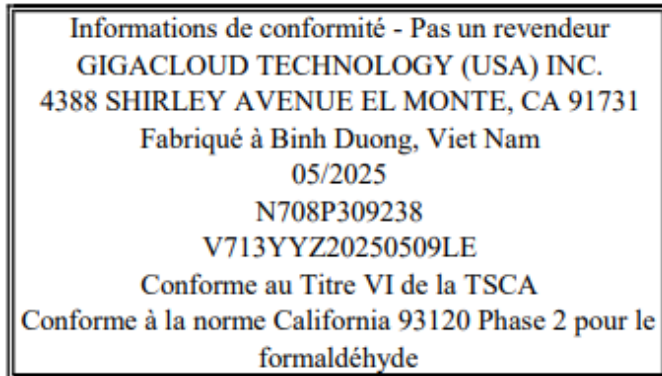 Informations de conformité - Pas un revendeur
GIGACLOUD TECHNOLOGY (USA) INC.
4388 SHIRLEY AVENUE EL MONTE, CA 91731
Fabriqué à Binh Duong, Viet Nam
05/2025
N708P309238
V713YYZ20250509LE
Conforme au Titre VI de la TSCA
Conforme à la norme California 93120 Phase 2 pour le
formaldéhyde